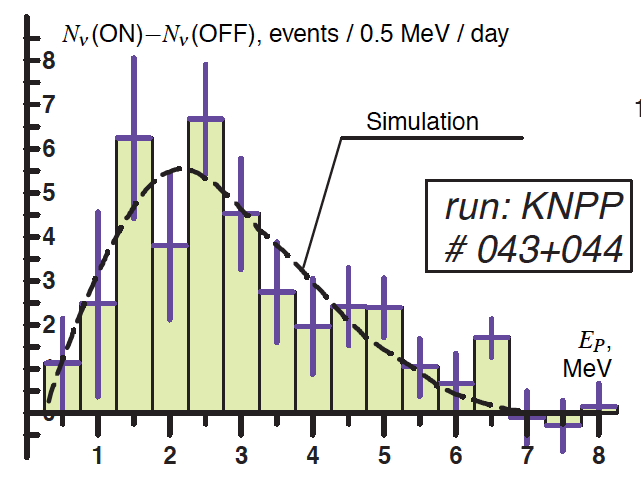 Nν(ON)–Nν(OFF), events / 0.5 MeV / day
8
7
6
5
4
3
2
1
0
Simulation
run: KNPP
# 043+044
EP,
MeV
1 2 3 4 5 6 7 8
1